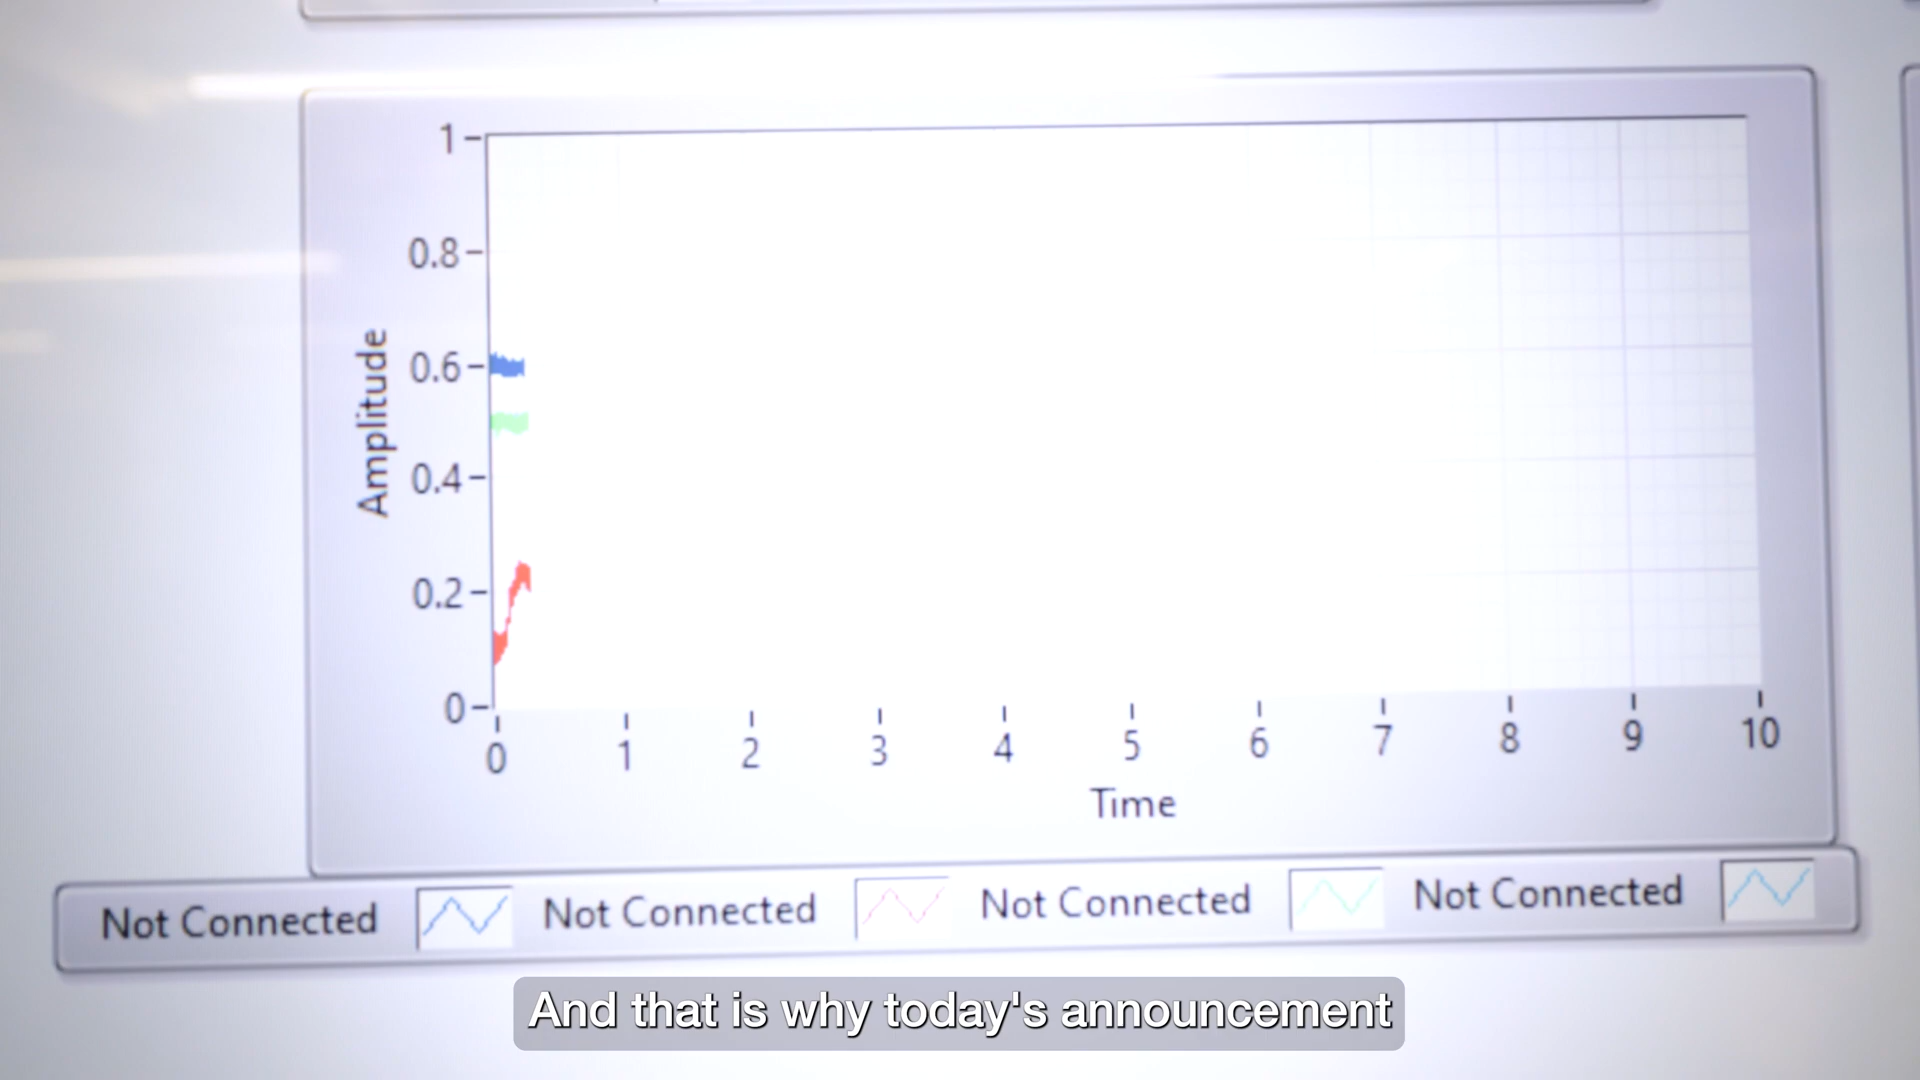 1
0.8
0.6
0.4
0.2
0
Amplitude
0 1 2 3 4 5 6 7 8 9 10
Time
Not Connected Not Connected Not Connected Not Connected
And that is why today's announcement